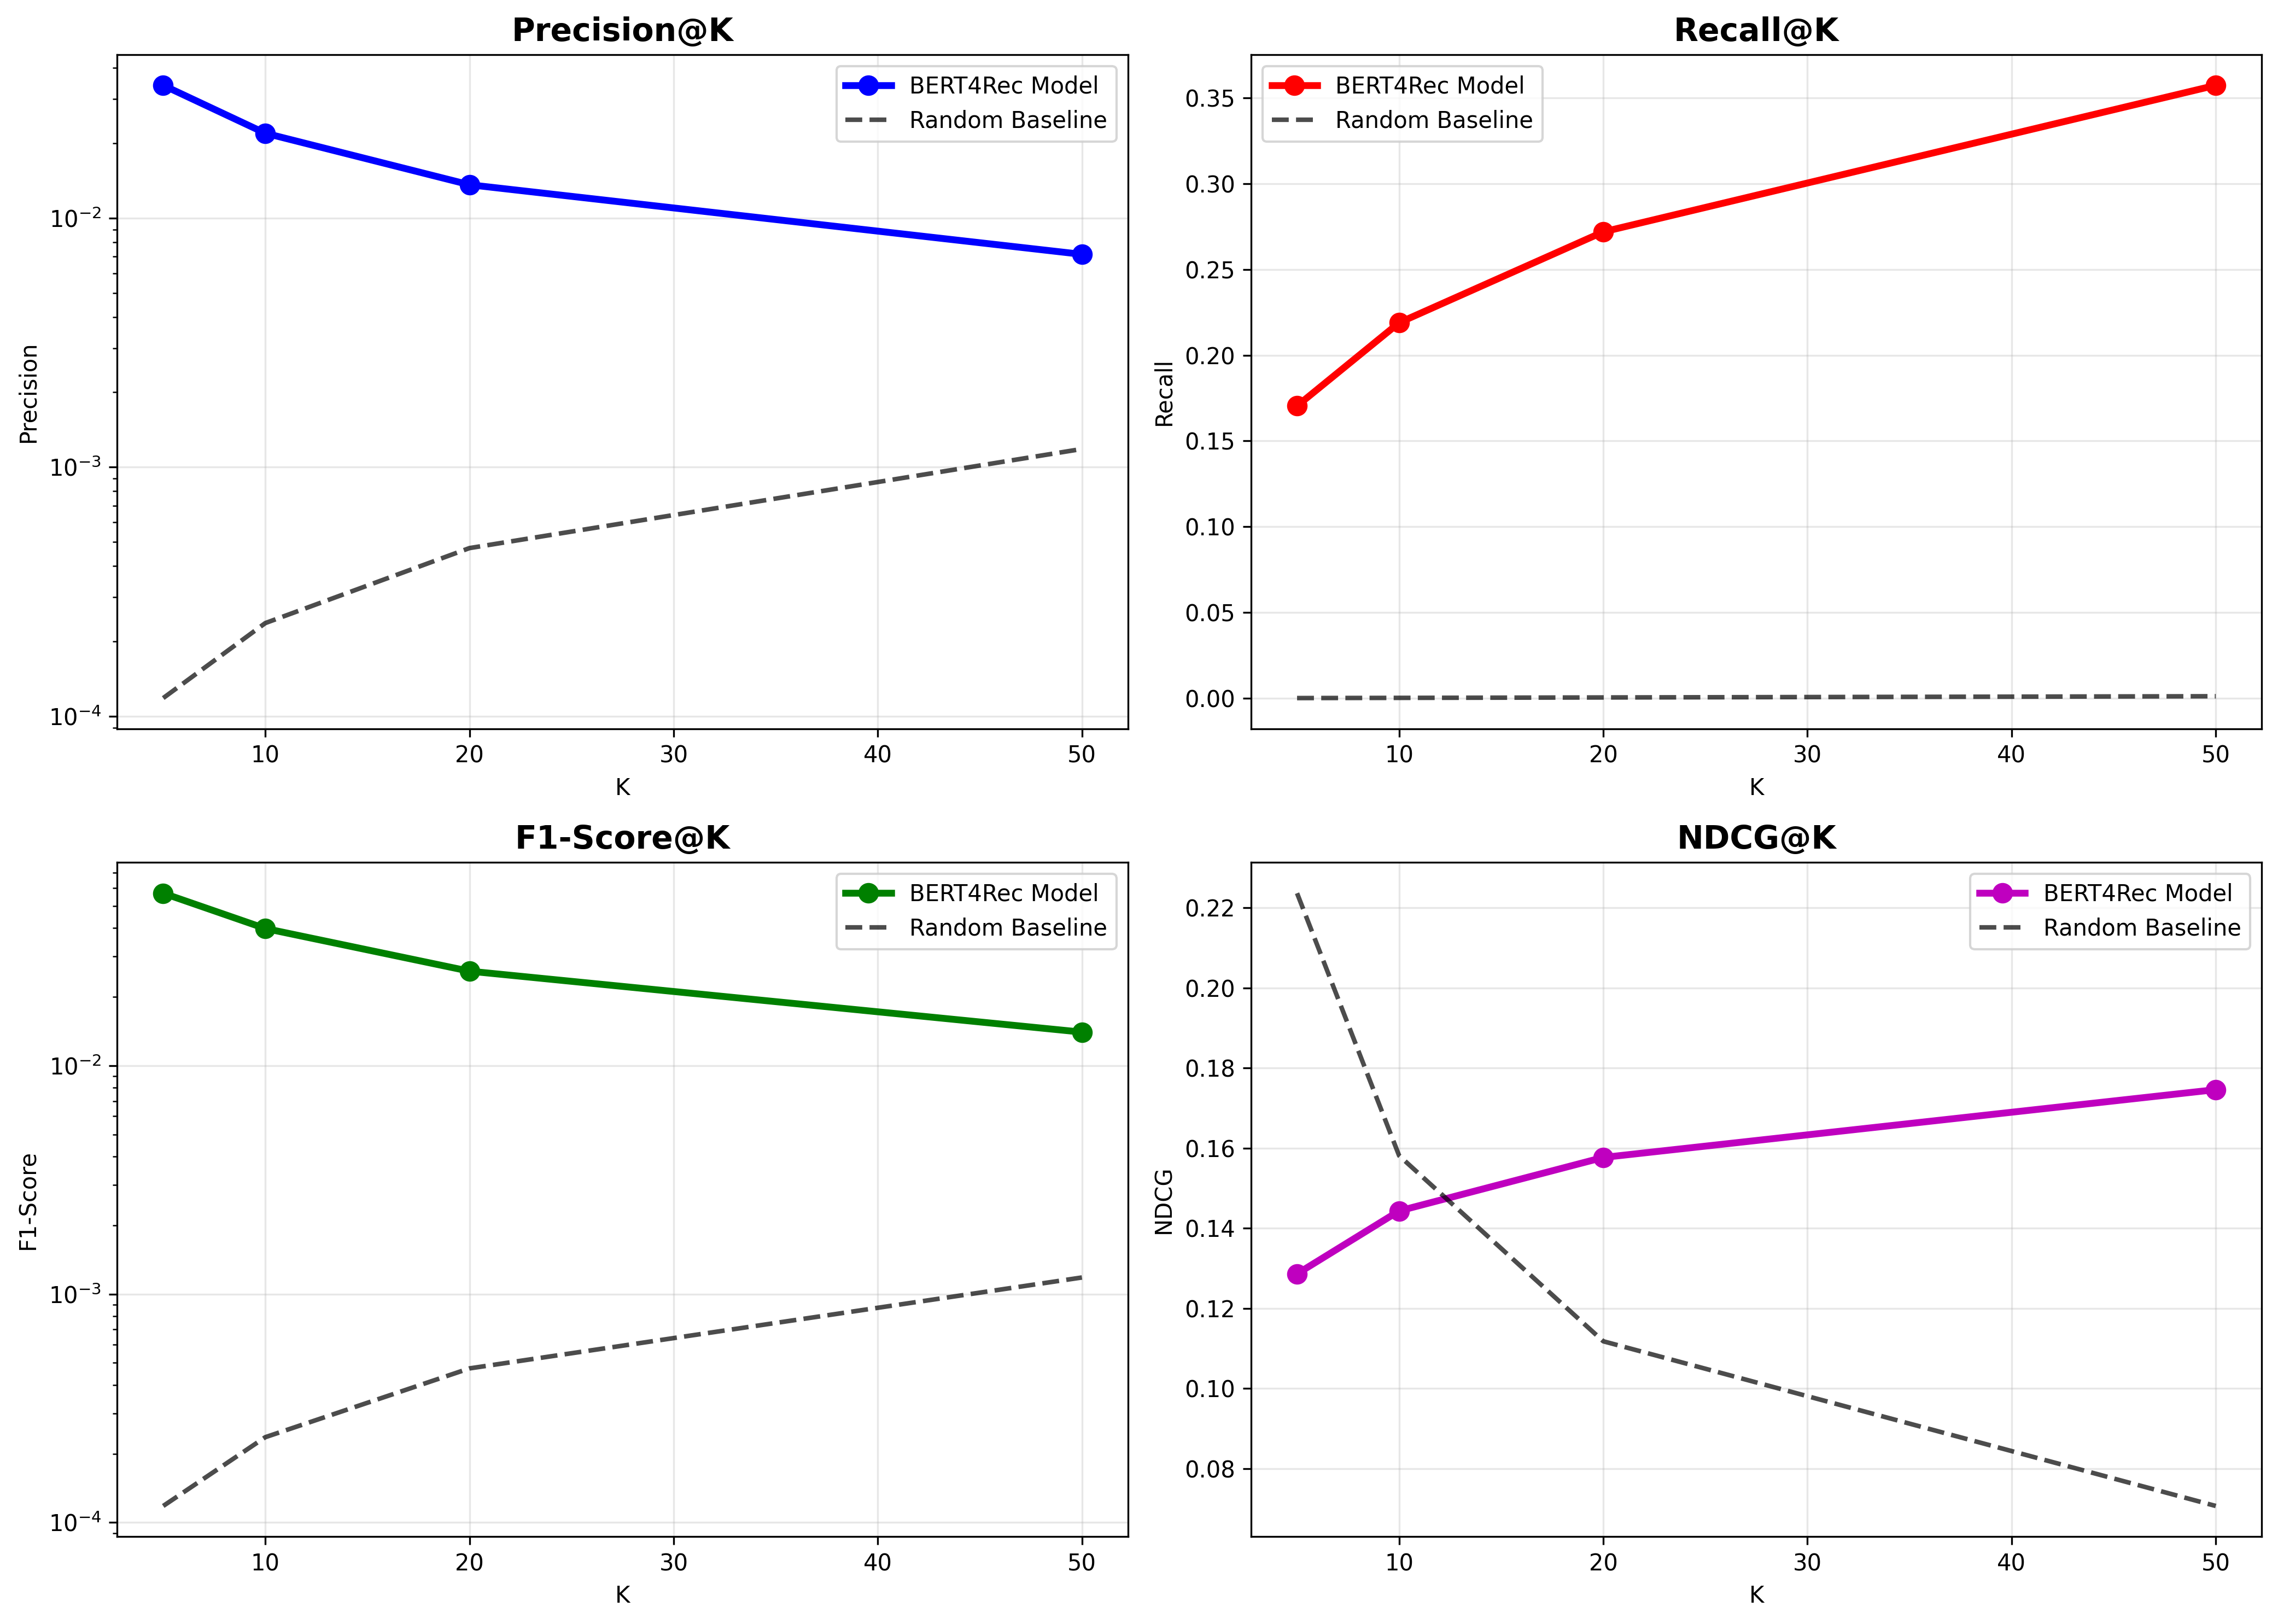 Precision@K
BERT4Rec Model
Random Baseline
Precision
10⁻²
10⁻³
10⁻⁴
10 20 30 40 50
K
Recall@K
BERT4Rec Model
Random Baseline
Recall
0.35
0.30
0.25
0.20
0.15
0.10
0.05
0.00
10 20 30 40 50
K
F1-Score@K
BERT4Rec Model
Random Baseline
F1-Score
10⁻²
10⁻³
10⁻⁴
10 20 30 40 50
K
NDCG@K
BERT4Rec Model
Random Baseline
NDCG
0.22
0.20
0.18
0.16
0.14
0.12
0.10
0.08
10 20 30 40 50
K